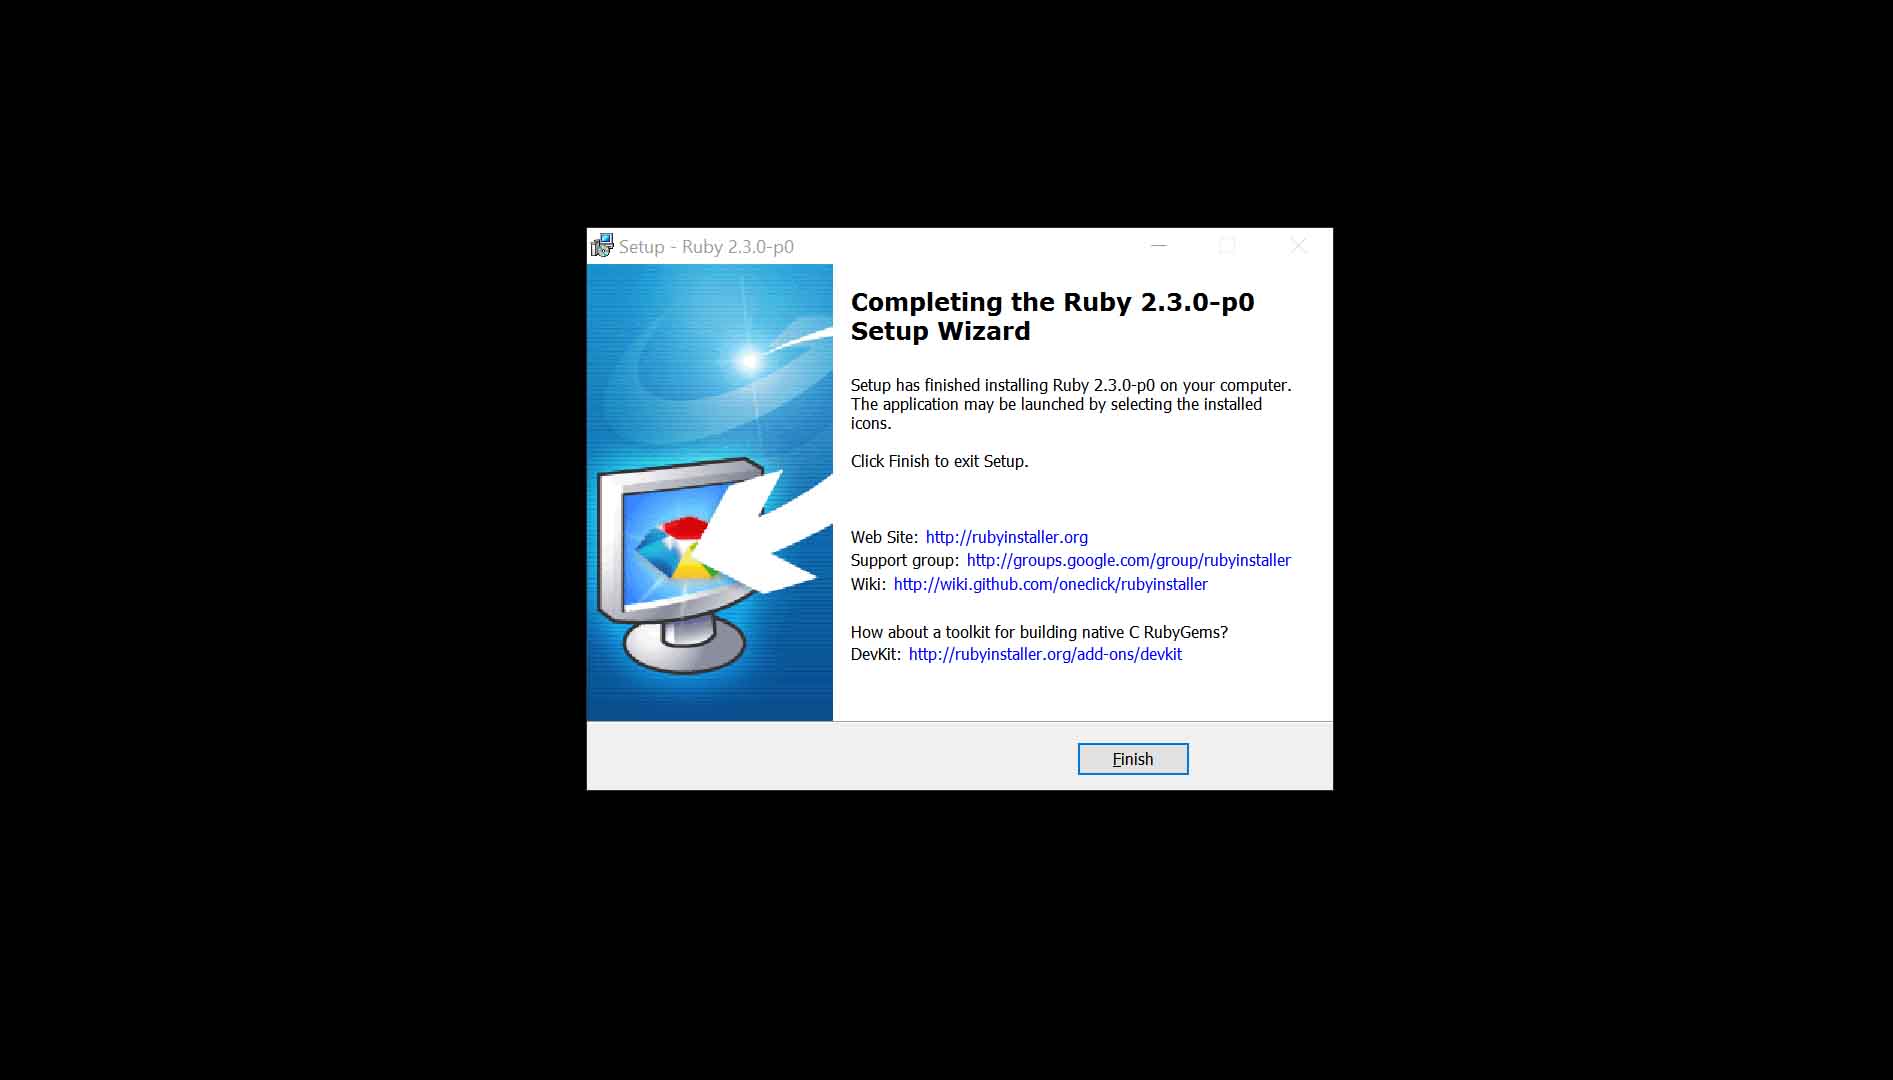 Setup - Ruby 2.3.0-p0
Completing the Ruby 2.3.0-p0
Setup Wizard
Setup has finished installing Ruby 2.3.0-p0 on your computer.
The application may be launched by selecting the installed
icons.
Click Finish to exit Setup.
Web Site: http://rubyinstaller.org
Support group: http://groups.google.com/group/rubyinstaller
Wiki: http://wiki.github.com/oneclick/rubyinstaller
How about a toolkit for building native C RubyGems?
DevKit: http://rubyinstaller.org/add-ons/devkit
Finish